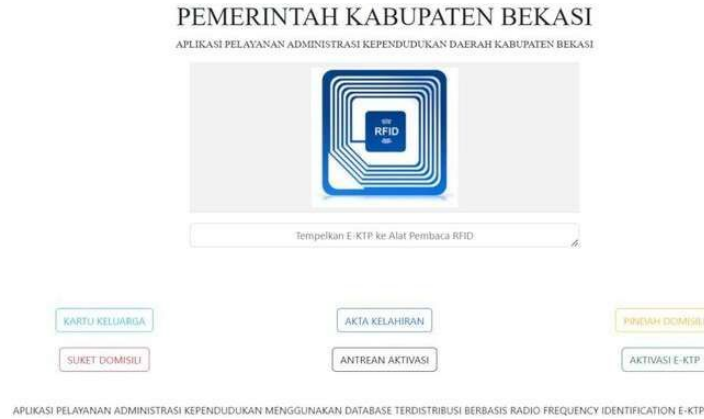 PEMERINTAH KABUPATEN BEKASI
APLIKASI PELAYANAN ADMINISTRASI KEPENDUDUKAN DAERAH KABUPATEN BEKASI
RFID
Tempelkan E-KTP ke Alat Pembaca RFID
KARTU KELUARGA AKTA KELAHIRAN PINDAH DOMISILI
SUKET DOMISILI ANTREAN AKTIVASI AKTIVASI E-KTP
APLIKASI PELAYANAN ADMINISTRASI KEPENDUDUKAN MENGGUNAKAN DATABASE TERDISTRIBUSI BERBASIS RADIO FREQUENCY IDENTIFICATION E-KTP